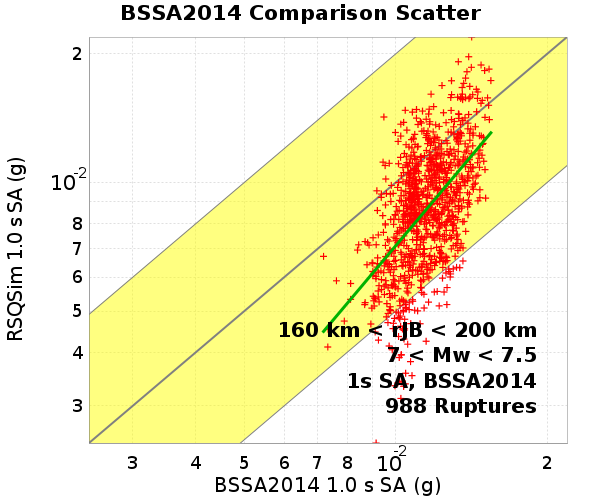 BSSA2014 Comparison Scatter
RSQSim 1.0 s SA (g)
2
10-2
8
7
6
5
4
3
160 km < rJB < 200 km
7 < Mw < 7.5
1s SA, BSSA2014
988 Ruptures
3 4 5 6 7 8 10-2 2
BSSA2014 1.0 s SA (g)